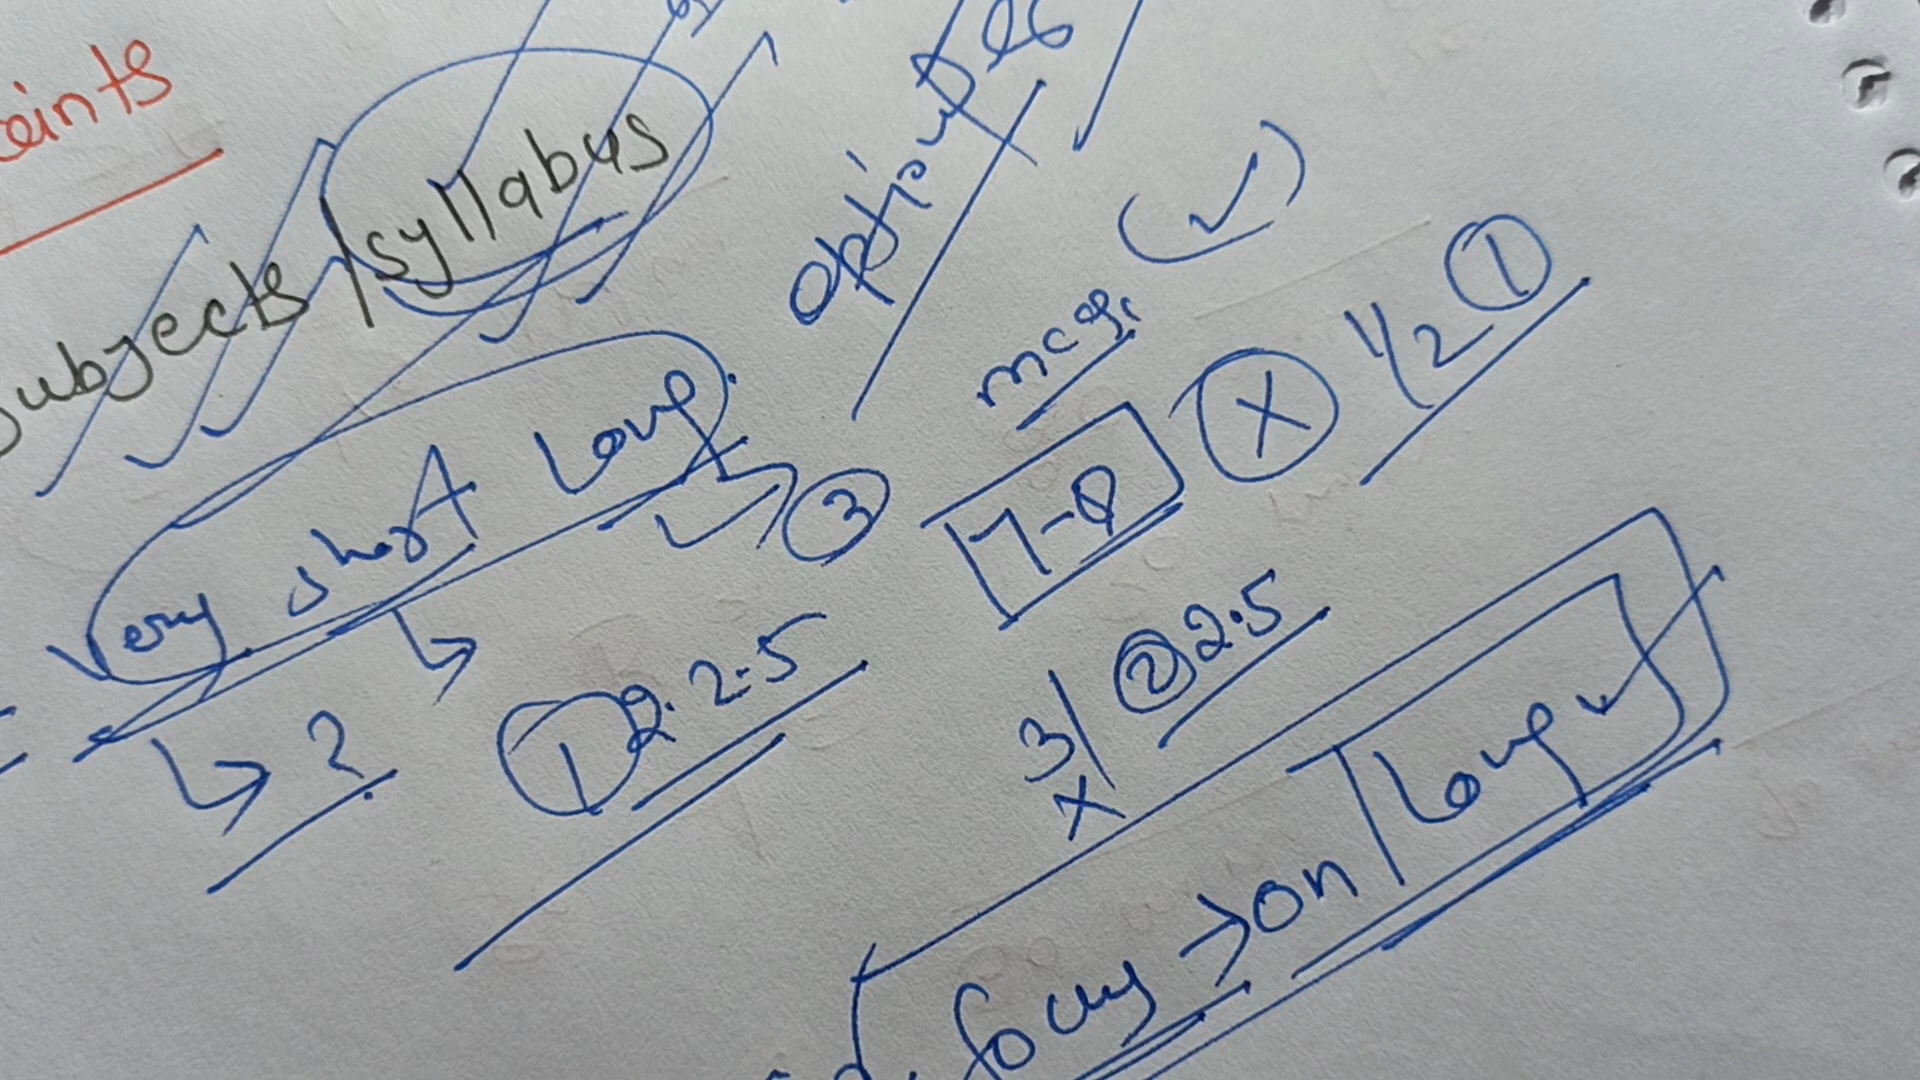 subjects/syllabus
optional
mcq.
1/2 1
Very short Long.
3
7-8
X
?
1 2. 2.5
3/ 2 2.5
X
focus → on Long